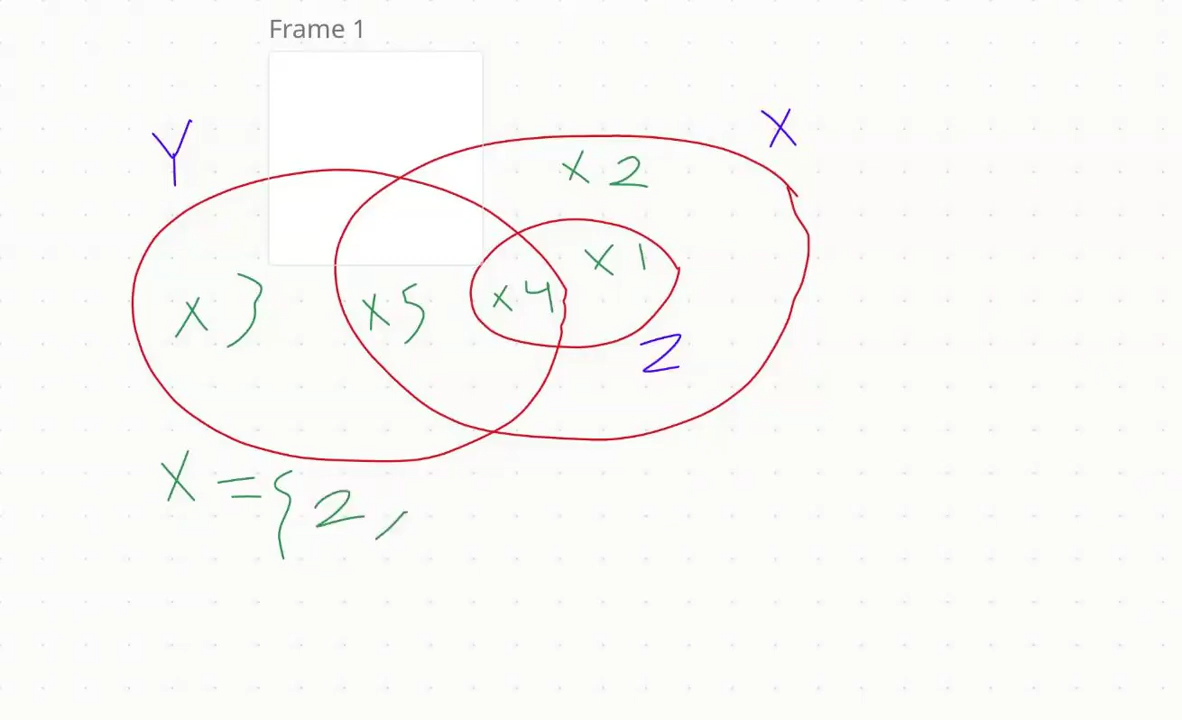 Frame 1
Y
X
x 2
x 1
x 3
x 5
x 4
Z
X = { 2 ,